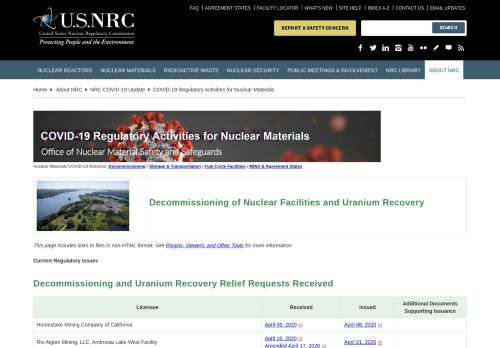 FAQ | AGREEMENT STATES | FACILITY LOCATOR | WHAT'S NEW | SITE HELP | INDEX A-Z | CONTACT US | EMAIL UPDATES
U.S.NRC
United States Nuclear Regulatory Commission
Protecting People and the Environment
REPORT A SAFETY CONCERN
SEARCH
NUCLEAR REACTORS NUCLEAR MATERIALS RADIOACTIVE WASTE NUCLEAR SECURITY PUBLIC MEETINGS & INVOLVEMENT NRC LIBRARY ABOUT NRC
Home » About NRC » NRC COVID-19 Update » COVID-19 Regulatory Activities for Nuclear Materials
COVID-19 Regulatory Activities for Nuclear Materials
Office of Nuclear Material Safety and Safeguards
Nuclear Materials COVID-19 Activities: Decommissioning | Storage & Transportation | Fuel Cycle Facilities | MIAU & Agreement States
Decommissioning of Nuclear Facilities and Uranium Recovery
This page includes links to files in non-HTML format. See Plugins, Viewers, and Other Tools for more information.
Current Regulatory Issues
Decommissioning and Uranium Recovery Relief Requests Received
Licensee Received Issued Additional Documents Supporting Issuance
Homestake Mining Company of California April 06, 2020 April 08, 2020
Rio Algom Mining, LLC, Ambrosia Lake West Facility April 16, 2020 April 21, 2020
Amended April 17, 2020